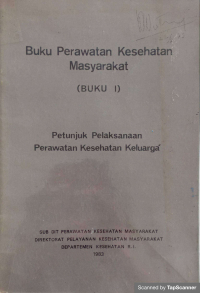 Buku Perawatan Kesehatan
Masyarakat
(BUKU I)
Petunjuk Pelaksanaan
Perawatan Kesehatan Keluarga
SUB DIT PERAWATAN KESEHATAN MASYARAKAT
DIREKTORAT PELAYANAN KESEHATAN MASYARAKAT
DEPARTEMEN KESEHATAN R.I.
Scanned by TapScanner